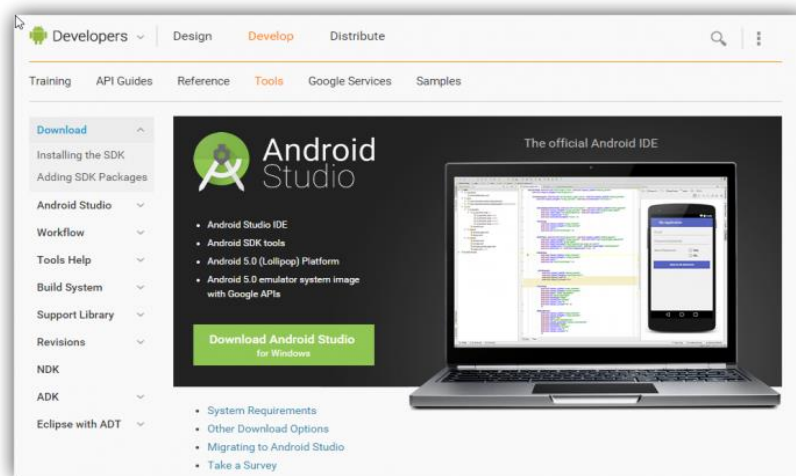 Developers
Design Develop Distribute
Training API Guides Reference Tools Google Services Samples
Download
Installing the SDK
Adding SDK Packages
Android Studio
Workflow
Tools Help
Build System
Support Library
Revisions
NDK
ADK
Eclipse with ADT
Android
Studio
The official Android IDE
• Android Studio IDE
• Android SDK tools
• Android 5.0 (Lollipop) Platform
• Android 5.0 emulator system image
with Google APIs
Download Android Studio
for Windows
• System Requirements
• Other Download Options
• Migrating to Android Studio
• Take a Survey